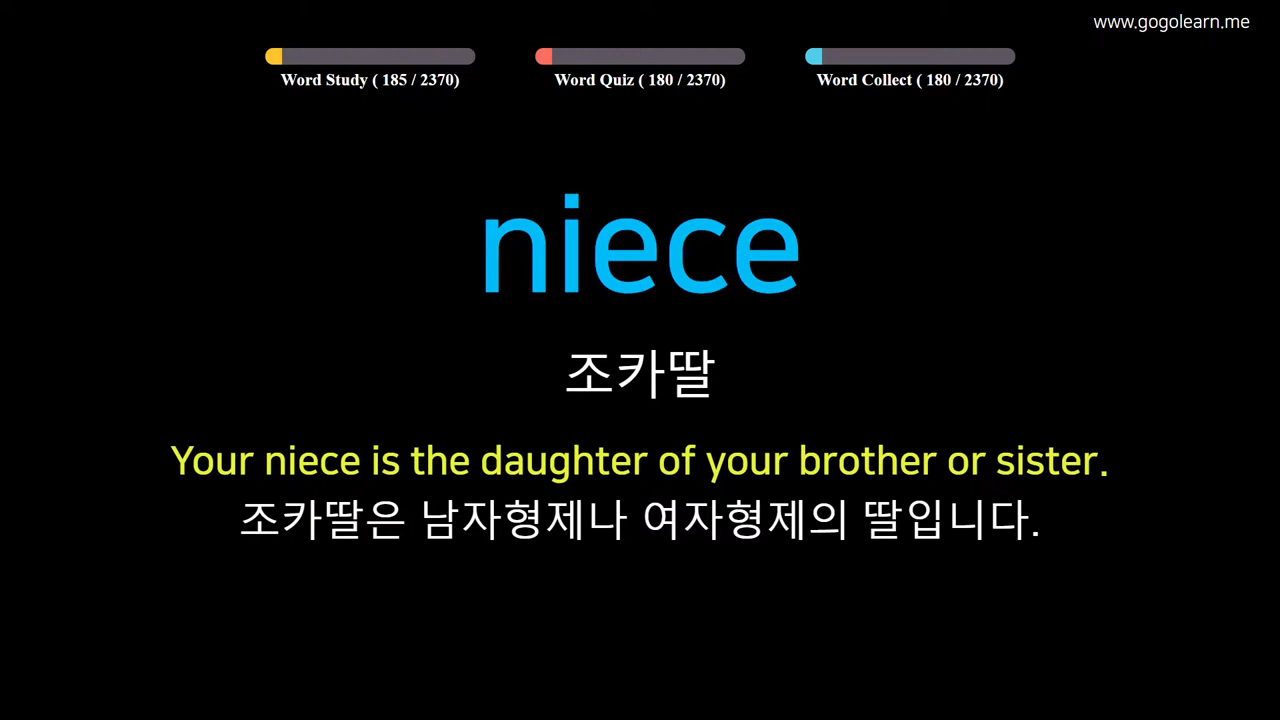 www.gogolearn.me
Word Study ( 185 / 2370)
Word Quiz ( 180 / 2370)
Word Collect ( 180 / 2370)
niece
조카딸
Your niece is the daughter of your brother or sister.
조카딸은 남자형제나 여자형제의 딸입니다.